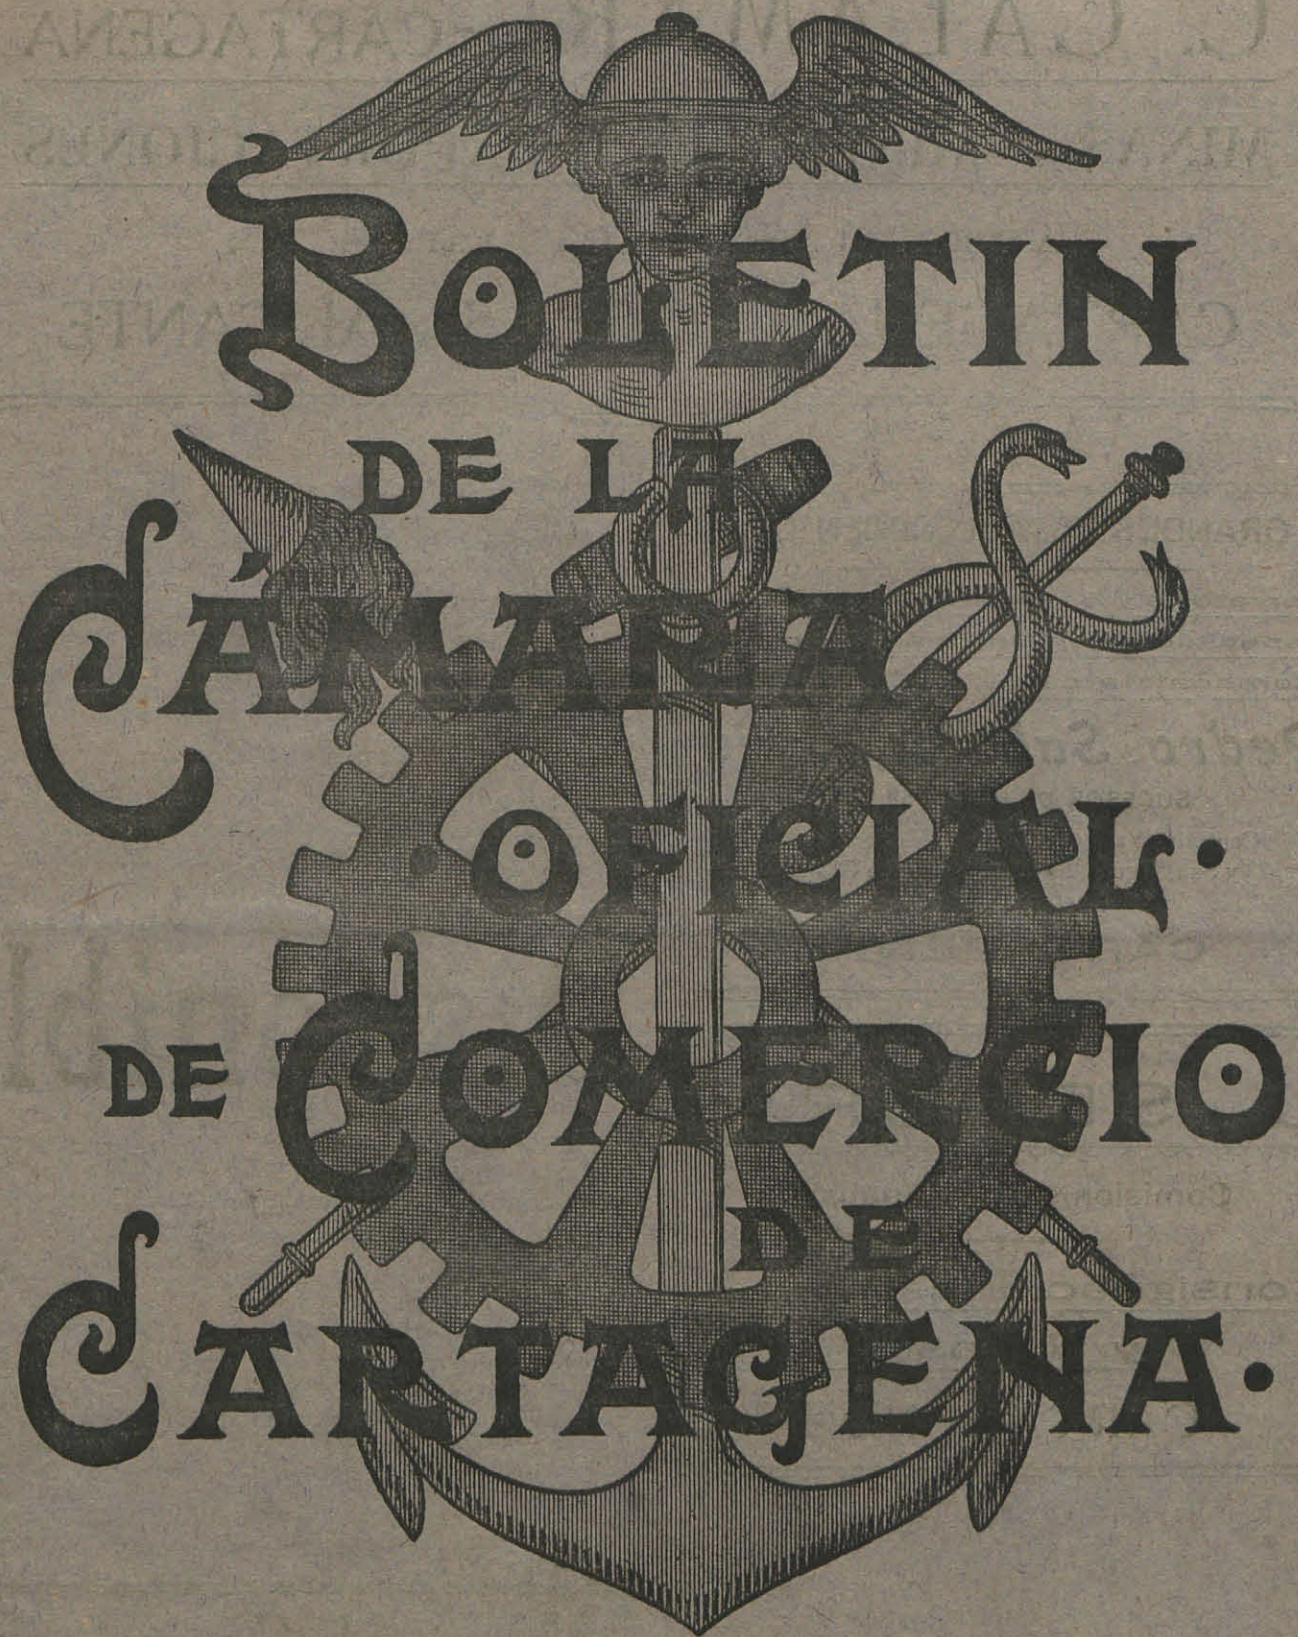 BOLETIN
DE LA
CÁMARA
·OFICIAL·
DE COMERCIO
DE
CARTAGENA·